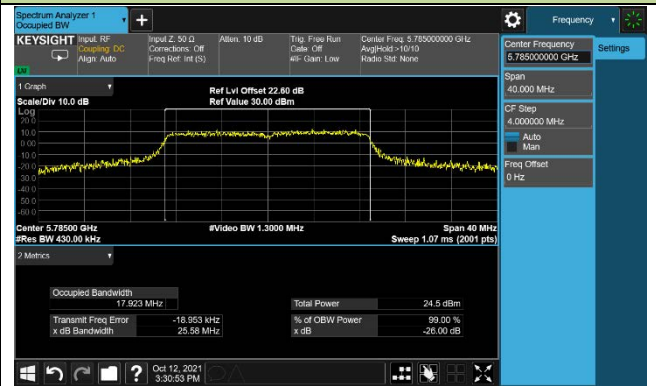 Spectrum Analyzer 1
Occupied BW
+
Frequency
KEYSIGHT
Input: RF
Coupling: DC
Align: Auto
Input Z: 50 Ω
Corrections: Off
Freq Ref: Int (S)
Atten: 10 dB
Trig: Free Run
Gate: Off
#IF Gain: Low
Center Freq: 5.785000000 GHz
Avg|Hold:>10/10
Radio Std: None
Center Frequency
5.785000000 GHz
Settings
Span
40.000 MHz
CF Step
4.000000 MHz
Auto
Man
Freq Offset
0 Hz
1 Graph
Scale/Div 10.0 dB
Ref Lvl Offset 22.60 dB
Ref Value 30.00 dBm
Log
20.0
10.0
0.00
-10.0
-20.0
-30.0
-40.0
-50.0
-60.0
Center 5.78500 GHz
#Video BW 1.3000 MHz
Span 40 MHz
#Res BW 430.00 kHz
Sweep 1.07 ms (2001 pts)
2 Metrics
Occupied Bandwidth
17.923 MHz
Total Power 24.5 dBm
Transmit Freq Error -18.953 kHz
% of OBW Power 99.00 %
x dB Bandwidth 25.58 MHz
x dB -26.00 dB
?
Oct 12, 2021
3:30:53 PM